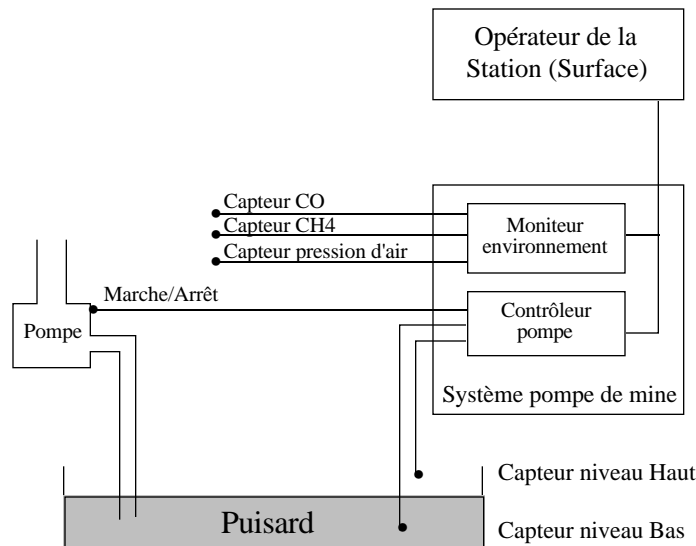 Opérateur de la
Station (Surface)
Capteur CO
Capteur CH4
Capteur pression d'air
Moniteur
environnement
Marche/Arrêt
Pompe
Contrôleur
pompe
Système pompe de mine
Capteur niveau Haut
Puisard
Capteur niveau Bas